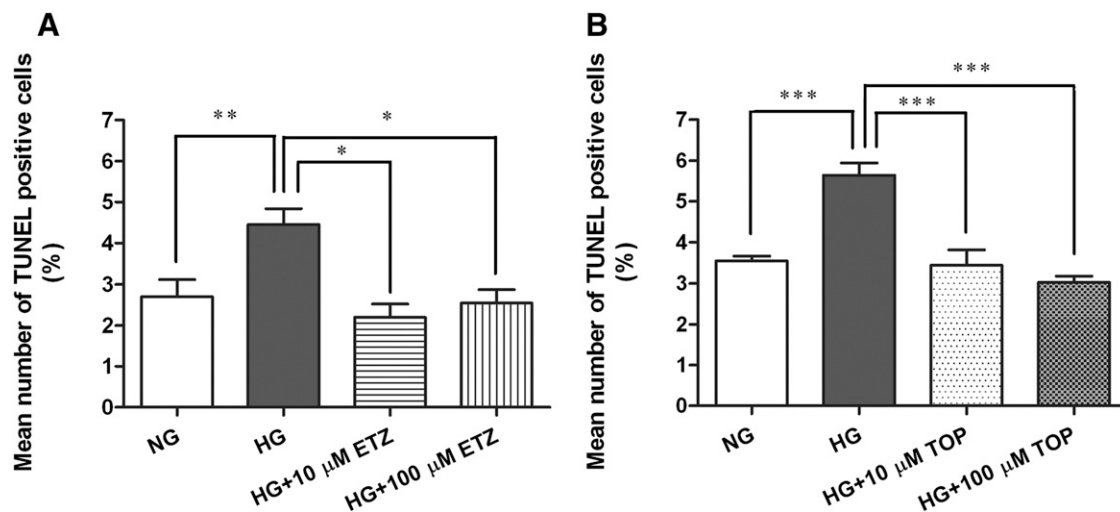 A
Mean number of TUNEL positive cells
(%)
7
6
5
4
3
2
1
0
**
*
*
NG
HG
HG+10 μM ETZ
HG+100 μM ETZ
B
Mean number of TUNEL positive cells
(%)
7
6
5
4
3
2
1
0
***
***
***
NG
HG
HG+10 μM TOP
HG+100 μM TOP